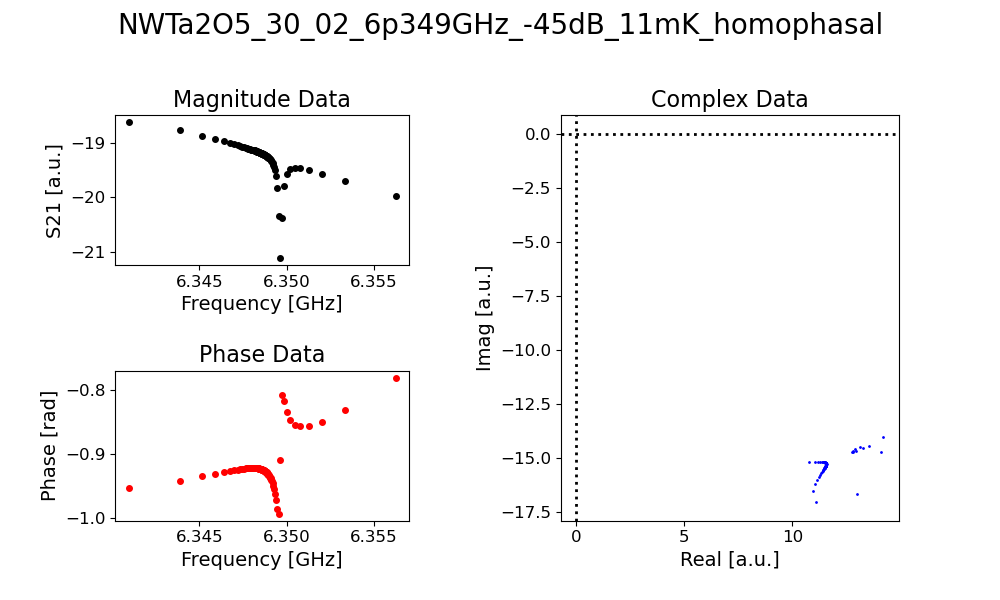 NWTa2O5_30_02_6p349GHz_-45dB_11mK_homophasal
Magnitude Data
S21 [a.u.]
−19
−20
−21
6.345 6.350 6.355
Frequency [GHz]
Phase Data
Phase [rad]
−0.8
−0.9
−1.0
6.345 6.350 6.355
Frequency [GHz]
Complex Data
Imag [a.u.]
0.0
−2.5
−5.0
−7.5
−10.0
−12.5
−15.0
−17.5
0 5 10
Real [a.u.]